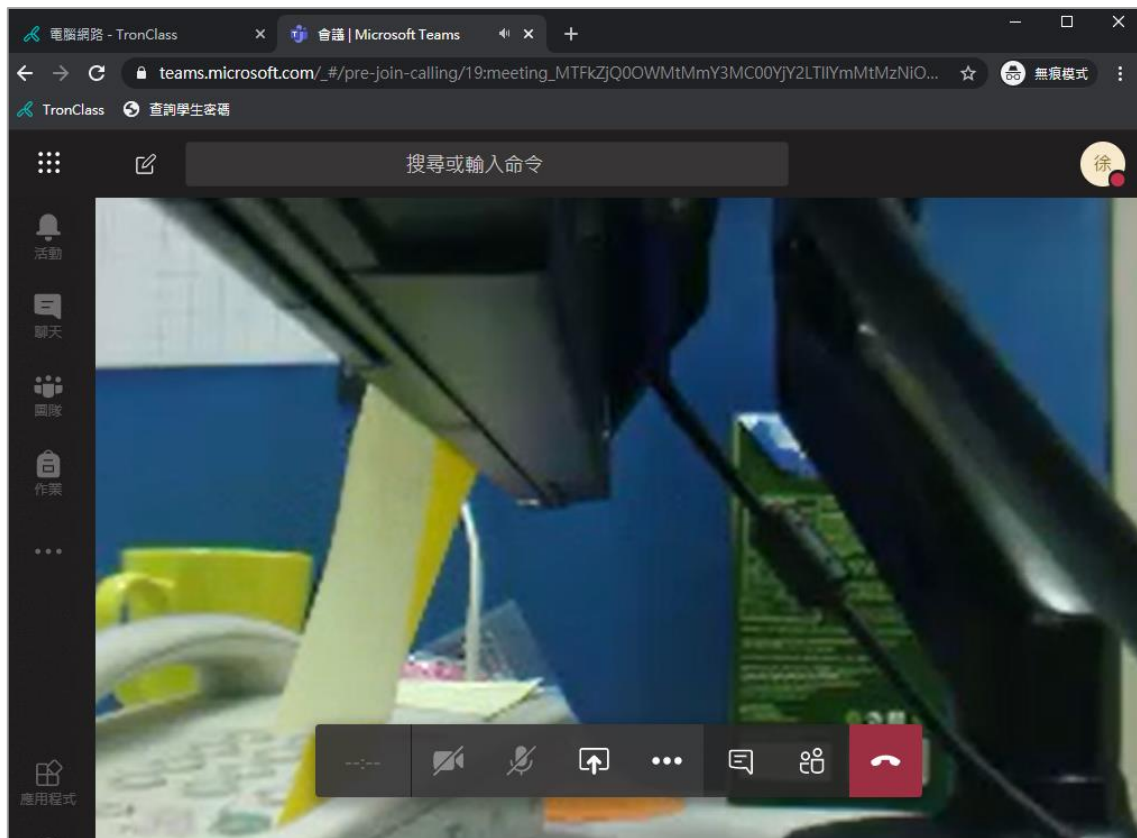 電腦網路 - TronClass
會議 | Microsoft Teams
teams.microsoft.com/_#/pre-join-calling/19:meeting_MTFkZjQ0OWMtMmY3MC00YjY2LTllYmMtMzNiO...
無痕模式
TronClass
查詢學生密碼
搜尋或輸入命令
徐
活動
聊天
團隊
作業
--:--
應用程式